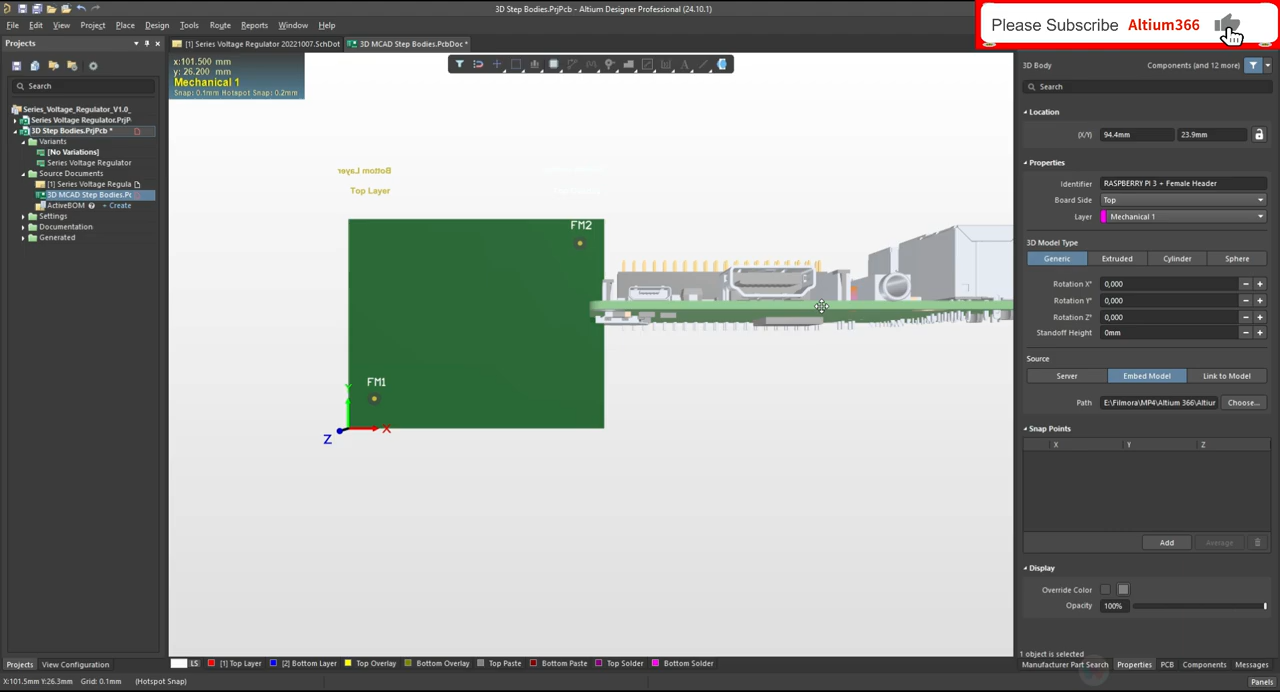 3D Step Bodies.PrjPcb - Altium Designer Professional (24.10.1)
Please Subscribe Altium366
File Edit View Project Place Design Tools Route Reports Window Help
Projects
[1] Series Voltage Regulator 20221007.SchDot
3D MCAD Step Bodies.PcbDoc *
Search
Series_Voltage_Regulator_V1.0_
Series Voltage Regulator.PrjP
3D Step Bodies.PrjPcb *
Variants
[No Variations]
Series Voltage Regulator
Source Documents
[1] Series Voltage Regula
3D MCAD Step Bodies.Pc
ActiveBOM + Create
Settings
Documentation
Generated
x:101.500 mm
y: 26.200 mm
Mechanical 1
Snap: 0.1mm Hotspot Snap: 0.2mm
Bottom Layer
Top Layer
FM2
FM1
Y
X
Z
3D Body Components (and 12 more)
Search
Location
(X/Y) 94.4mm 23.9mm
Properties
Identifier RASPBERRY PI 3 + Female Header
Board Side Top
Layer Mechanical 1
3D Model Type
Generic Extruded Cylinder Sphere
Rotation X° 0,000
Rotation Y° 0,000
Rotation Z° 0,000
Standoff Height 0mm
Source
Server Embed Model Link to Model
Path E:\Filmora\MP4\Altium 366\Altiur Choose...
Snap Points
X Y Z
Add Average
Display
Override Color
Opacity 100%
1 object is selected
Projects View Configuration
LS [1] Top Layer [2] Bottom Layer Top Overlay Bottom Overlay Top Paste Bottom Paste Top Solder Bottom Solder
Manufacturer Part Search Properties PCB Components Messages
X:101.5mm Y:26.3mm Grid: 0.1mm (Hotspot Snap)
Panels